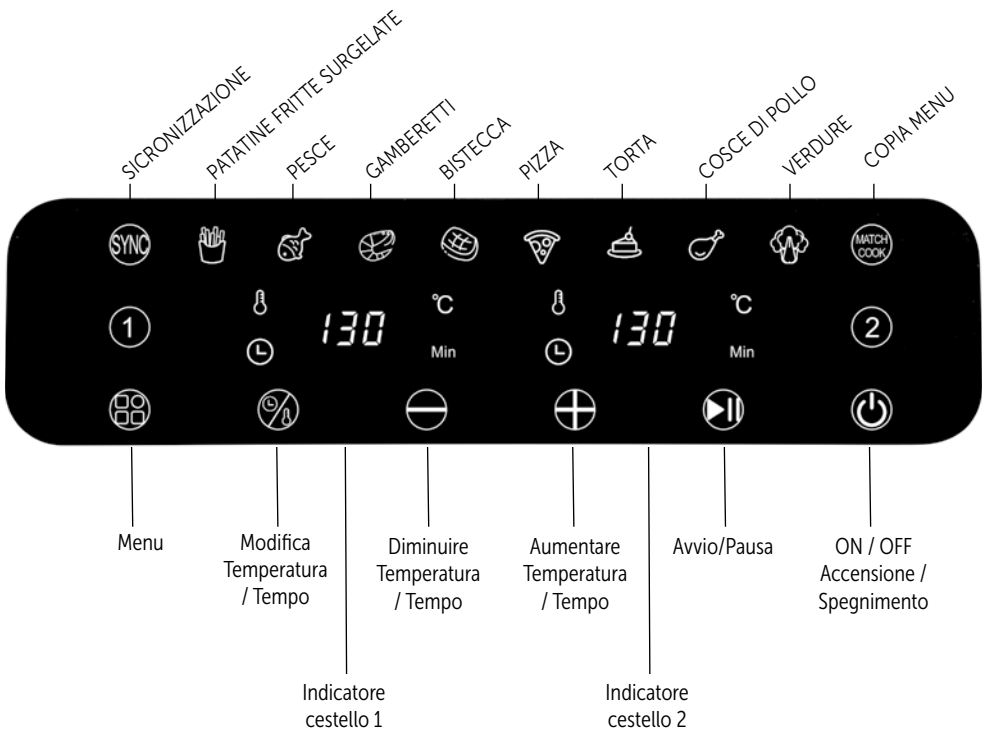 SICRONIZZAZIONE
PATATINE FRITTE SURGELATE
PESCE
GAMBERETTI
BISTECCA
PIZZA
TORTA
COSCE DI POLLO
VERDURE
COPIA MENU
SYNC
MATCH
COOK
1
130
°C
Min
130
°C
Min
2
Menu
Modifica
Temperatura
/ Tempo
Diminuire
Temperatura
/ Tempo
Aumentare
Temperatura
/ Tempo
Avvio/Pausa
ON / OFF
Accensione /
Spegnimento
Indicatore
cestello 1
Indicatore
cestello 2